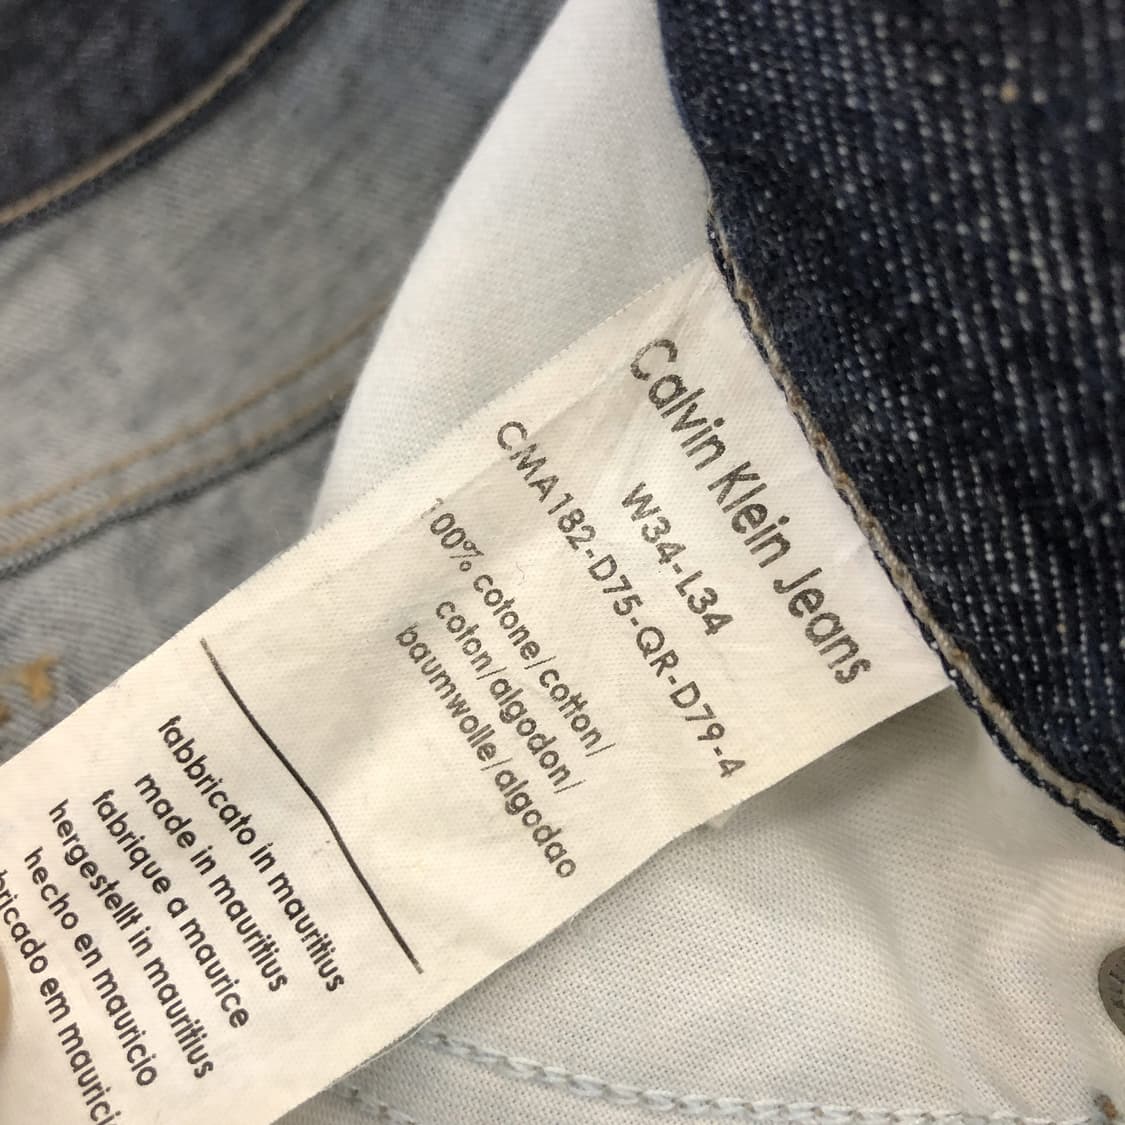 Calvin Klein Jeans
W34-L34
CMA182-D75-QR-D79-4
100% cotone/cotton/
coton/algodon/
baumwolle/algodao
fabbricato in mauritius
made in mauritius
fabrique a maurice
hergestellt in mauritius
hecho en mauricio
em